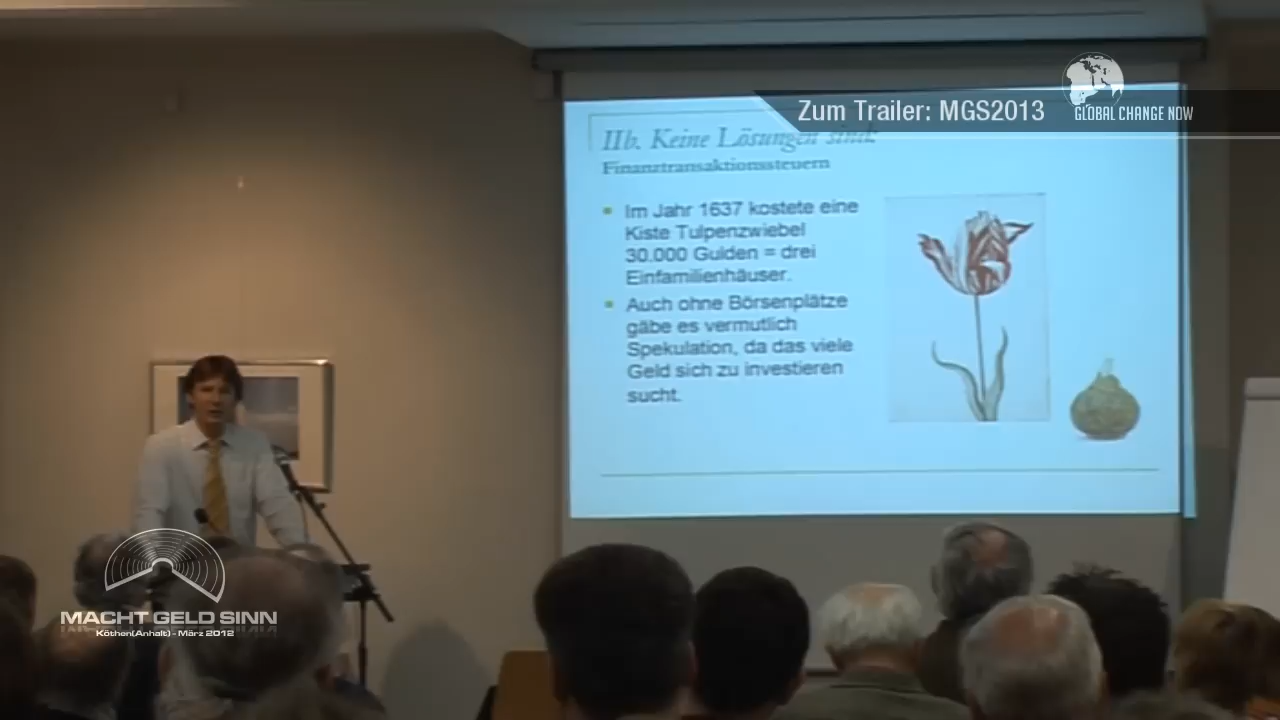 Zum Trailer: MGS2013
GLOBAL CHANGE NOW
IIb. Keine Lösungen sind:
Finanztransaktionssteuern
Im Jahr 1637 kostete eine
Kiste Tulpenzwiebel
30.000 Gulden = drei
Einfamilienhäuser.
Auch ohne Börsenplätze
gäbe es vermutlich
Spekulation, da das viele
Geld sich zu investieren
sucht.
MACHT GELD SINN
Köthen(Anhalt) - März 2012